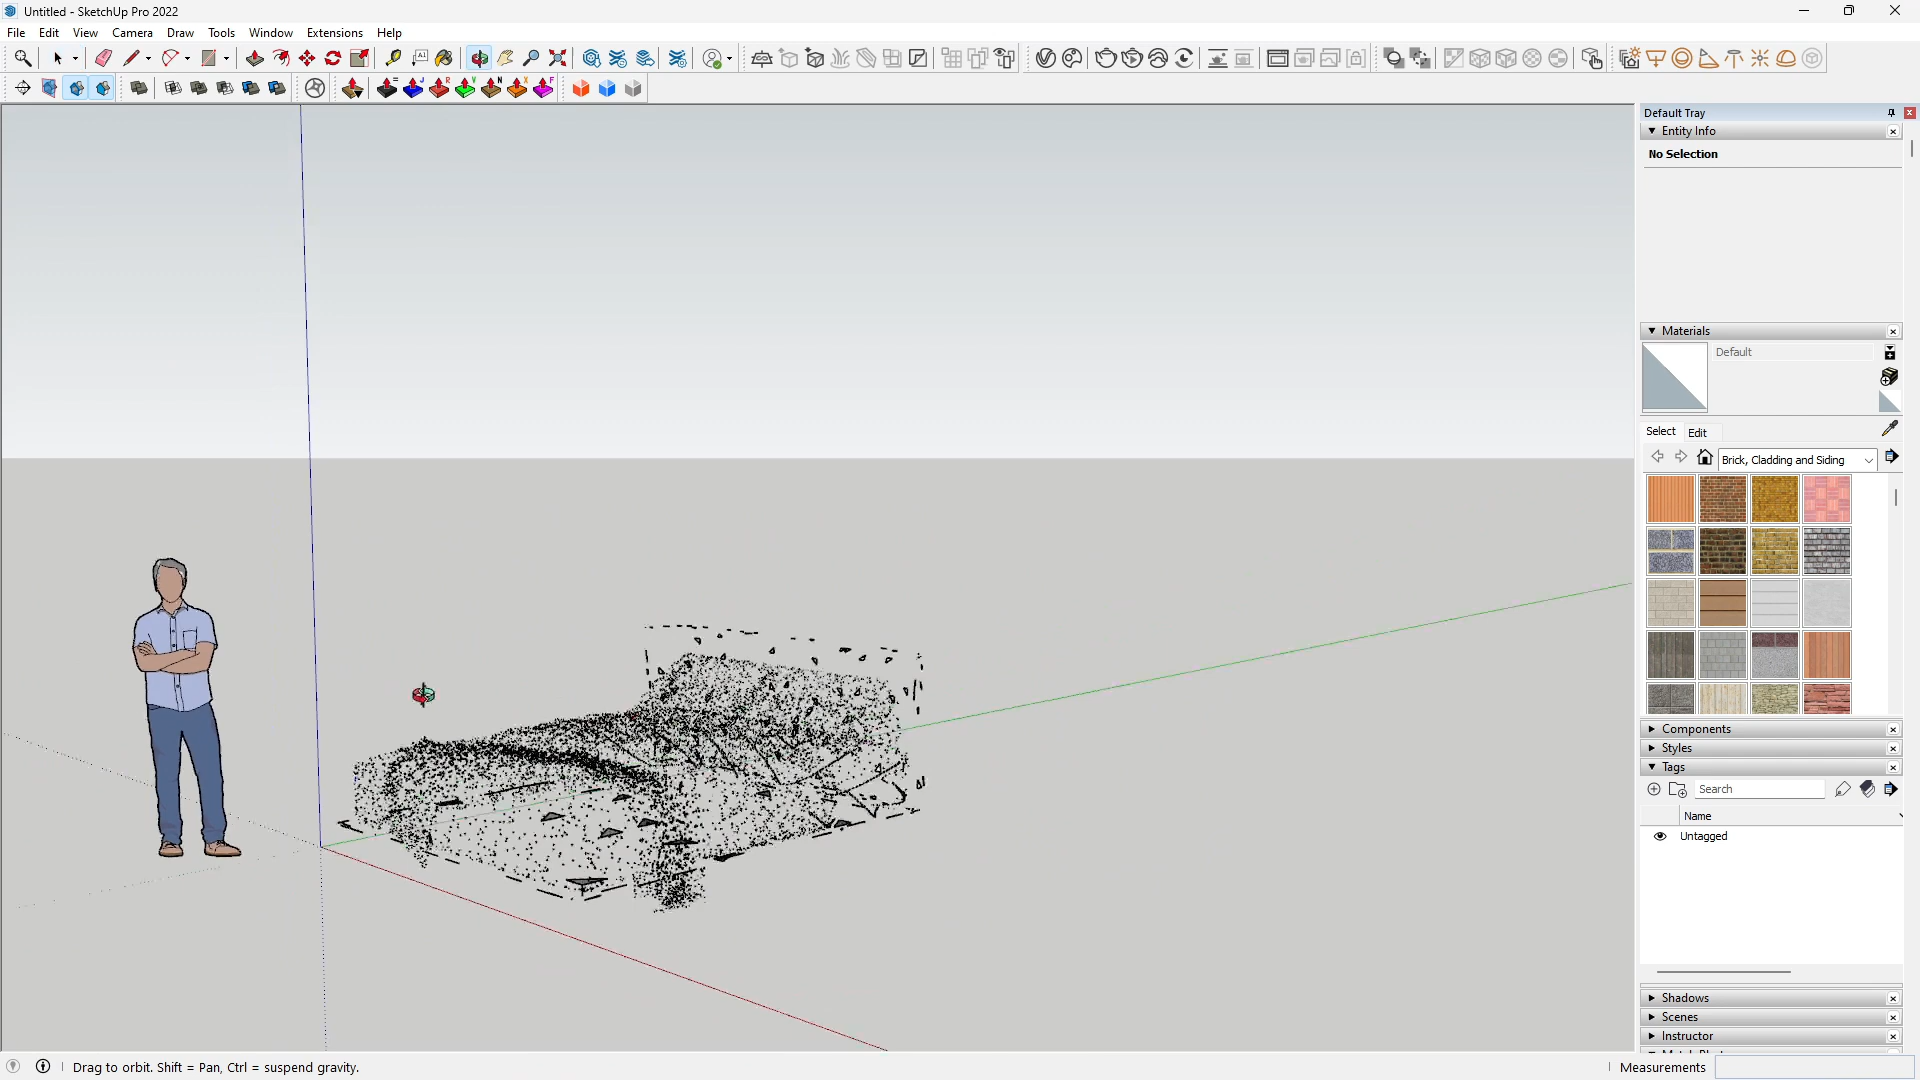 Untitled - SketchUp Pro 2022
File Edit View Camera Draw Tools Window Extensions Help
A1
= J R V N X F
Default Tray
Entity Info
No Selection
Materials
Default
Select Edit
Brick, Cladding and Siding
Components
Styles
Tags
Search
Name
Untagged
Shadows
Scenes
Instructor
Drag to orbit. Shift = Pan, Ctrl = suspend gravity.
Measurements